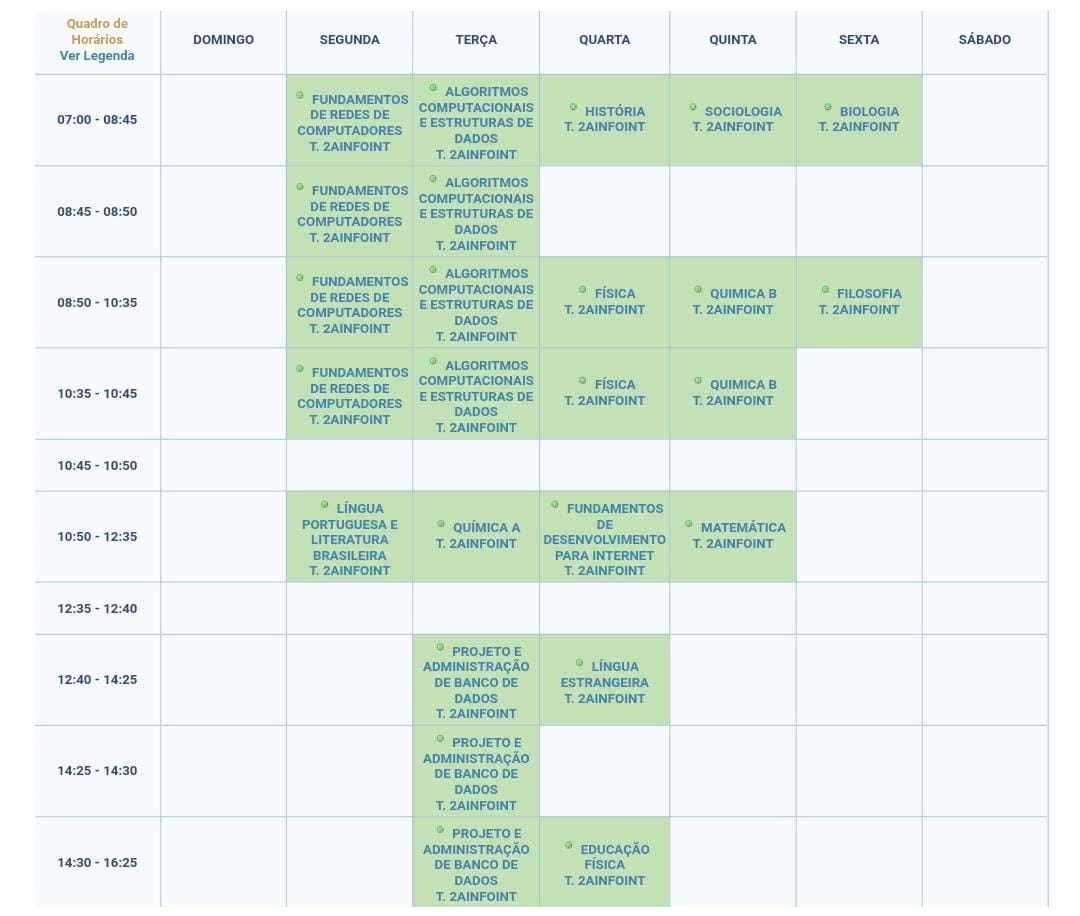 Quadro de
Horários
Ver Legenda
DOMINGO
SEGUNDA
TERÇA
QUARTA
QUINTA
SEXTA
SÁBADO
07:00 - 08:45
FUNDAMENTOS
DE REDES DE
COMPUTADORES
T. 2AINFOINT
ALGORITMOS
COMPUTACIONAIS
E ESTRUTURAS DE
DADOS
T. 2AINFOINT
HISTÓRIA
T. 2AINFOINT
SOCIOLOGIA
T. 2AINFOINT
BIOLOGIA
T. 2AINFOINT
08:45 - 08:50
FUNDAMENTOS
DE REDES DE
COMPUTADORES
T. 2AINFOINT
ALGORITMOS
COMPUTACIONAIS
E ESTRUTURAS DE
DADOS
T. 2AINFOINT
08:50 - 10:35
FUNDAMENTOS
DE REDES DE
COMPUTADORES
T. 2AINFOINT
ALGORITMOS
COMPUTACIONAIS
E ESTRUTURAS DE
DADOS
T. 2AINFOINT
FÍSICA
T. 2AINFOINT
QUIMICA B
T. 2AINFOINT
FILOSOFIA
T. 2AINFOINT
10:35 - 10:45
FUNDAMENTOS
DE REDES DE
COMPUTADORES
T. 2AINFOINT
ALGORITMOS
COMPUTACIONAIS
E ESTRUTURAS DE
DADOS
T. 2AINFOINT
FÍSICA
T. 2AINFOINT
QUIMICA B
T. 2AINFOINT
10:45 - 10:50
10:50 - 12:35
LÍNGUA
PORTUGUESA E
LITERATURA
BRASILEIRA
T. 2AINFOINT
QUÍMICA A
T. 2AINFOINT
FUNDAMENTOS
DE
DESENVOLVIMENTO
PARA INTERNET
T. 2AINFOINT
MATEMÁTICA
T. 2AINFOINT
12:35 - 12:40
12:40 - 14:25
PROJETO E
ADMINISTRAÇÃO
DE BANCO DE
DADOS
T. 2AINFOINT
LÍNGUA
ESTRANGEIRA
T. 2AINFOINT
14:25 - 14:30
PROJETO E
ADMINISTRAÇÃO
DE BANCO DE
DADOS
T. 2AINFOINT
14:30 - 16:25
PROJETO E
ADMINISTRAÇÃO
DE BANCO DE
DADOS
T. 2AINFOINT
EDUCAÇÃO
FÍSICA
T. 2AINFOINT